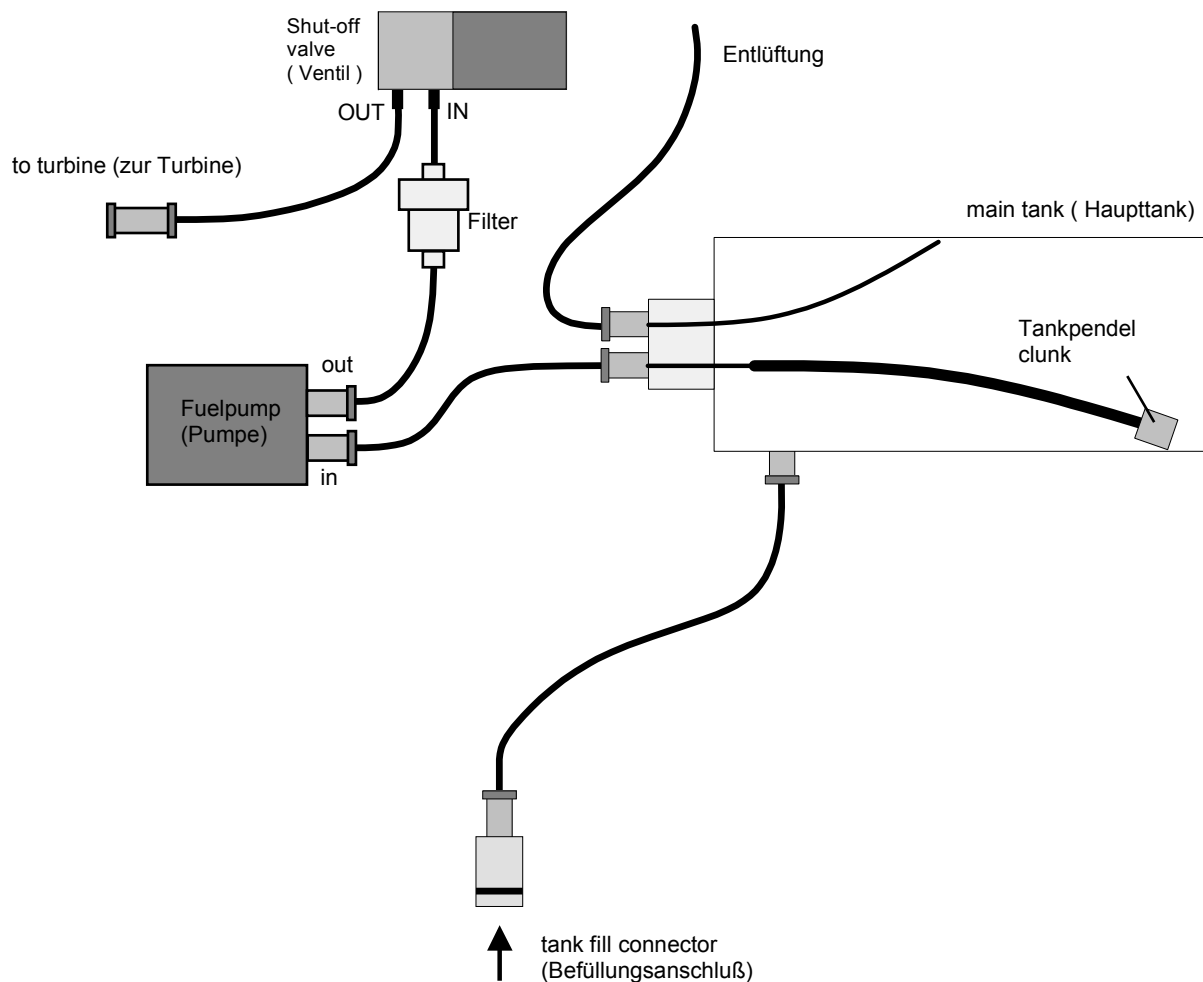 Shut-off
valve
( Ventil )
Entlüftung
OUT
IN
to turbine (zur Turbine)
Filter
main tank ( Haupttank)
Tankpendel
clunk
out
Fuelpump
(Pumpe)
in
tank fill connector
(Befüllungsanschluß)